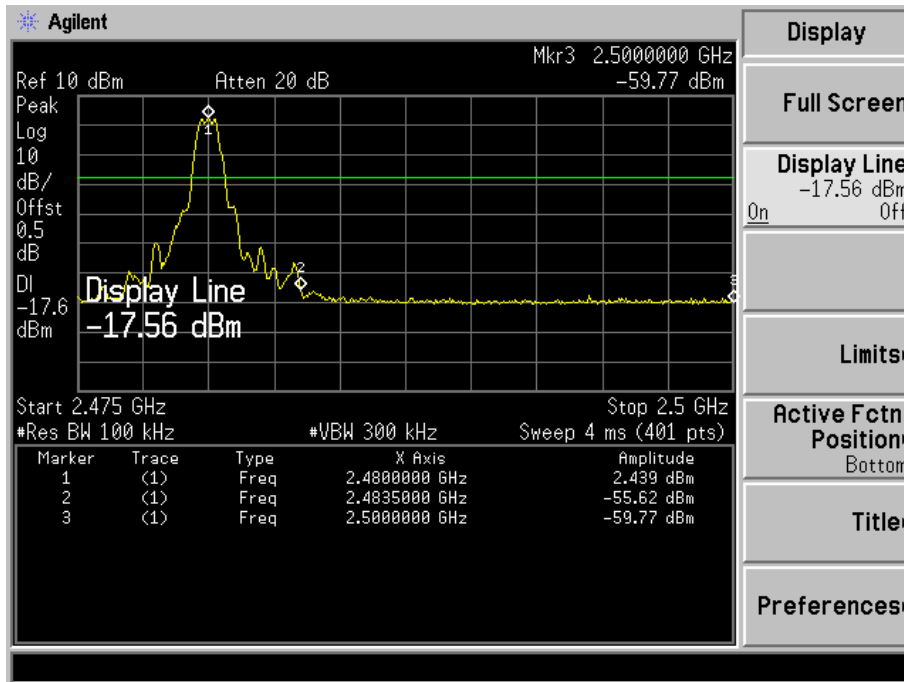 Agilent
Mkr3 2.5000000 GHz
Ref 10 dBm Atten 20 dB -59.77 dBm
Peak
Log
10
dB/
Offst
0.5
dB
DI
-17.6
dBm
1
2
3
Display Line
-17.56 dBm
Start 2.475 GHz Stop 2.5 GHz
#Res BW 100 kHz #VBW 300 kHz Sweep 4 ms (401 pts)
Marker Trace Type X Axis Amplitude
1 (1) Freq 2.4800000 GHz 2.439 dBm
2 (1) Freq 2.4835000 GHz -55.62 dBm
3 (1) Freq 2.5000000 GHz -59.77 dBm
Display
Full Screen
Display Line
-17.56 dBm
On Off
Limits
Active Fctn
Position
Bottom
Title
Preferences